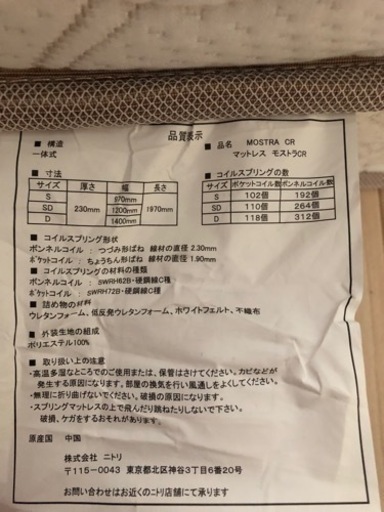 品質表示
■ 構造
一体式
■ 品名 MOSTRA CR
マットレス モストラCR
■ 寸法
サイズ 厚さ 幅 長さ
S 230mm 970mm 1970mm
SD 1200mm
D 1400mm
■ コイルスプリングの数
サイズ ポケットコイル数 ボンネルコイル数
S 102個 192個
SD 110個 264個
D 118個 312個
■ コイルスプリング形状
ボンネルコイル : つづみ形ばね 線材の直径 2.30mm
ポケットコイル : ちょうちん形ばね 線材の直径 1.90mm
■ コイルスプリングの材料の種類
ボンネルコイル : SWRH62B・硬鋼線C種
ポケットコイル : SWRH72B・硬鋼線C種
■ 詰め物の材料
ウレタンフォーム、低反発ウレタンフォーム、ホワイトフェルト、不織布
■ 外装生地の組成
ポリエステル100%
■ 取り扱い上の注意
・高温多湿なところでのご使用または、保管はさけてください。カビなどが
発生する原因になります。部屋の換気を行い風通しをよくしてください。
・無理に折り曲げないでください。破損の原因になります。
・スプリングマットレスの上で飛んだり跳ねたりしないで下さい。
破損、ケガをするおそれがあります。
原産国 中国
株式会社 ニトリ
〒115-0043 東京都北区神谷3丁目6番20号
お問い合わせはお近くのニトリ店舗にて承ります